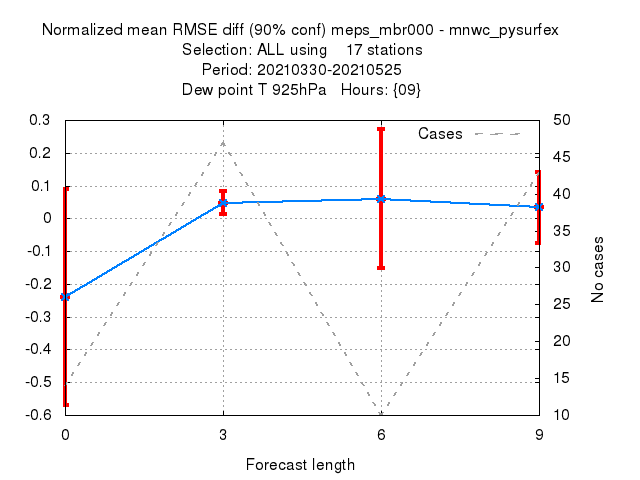 Normalized mean RMSE diff (90% conf) meps_mbr000 - mnwc_pysurfex
Selection: ALL using 17 stations
Period: 20210330-20210525
Dew point T 925hPa Hours: {09}
Cases
0.3
0.2
0.1
0
-0.1
-0.2
-0.3
-0.4
-0.5
-0.6
50
45
40
35
30
25
20
15
10
No cases
0 3 6 9
Forecast length